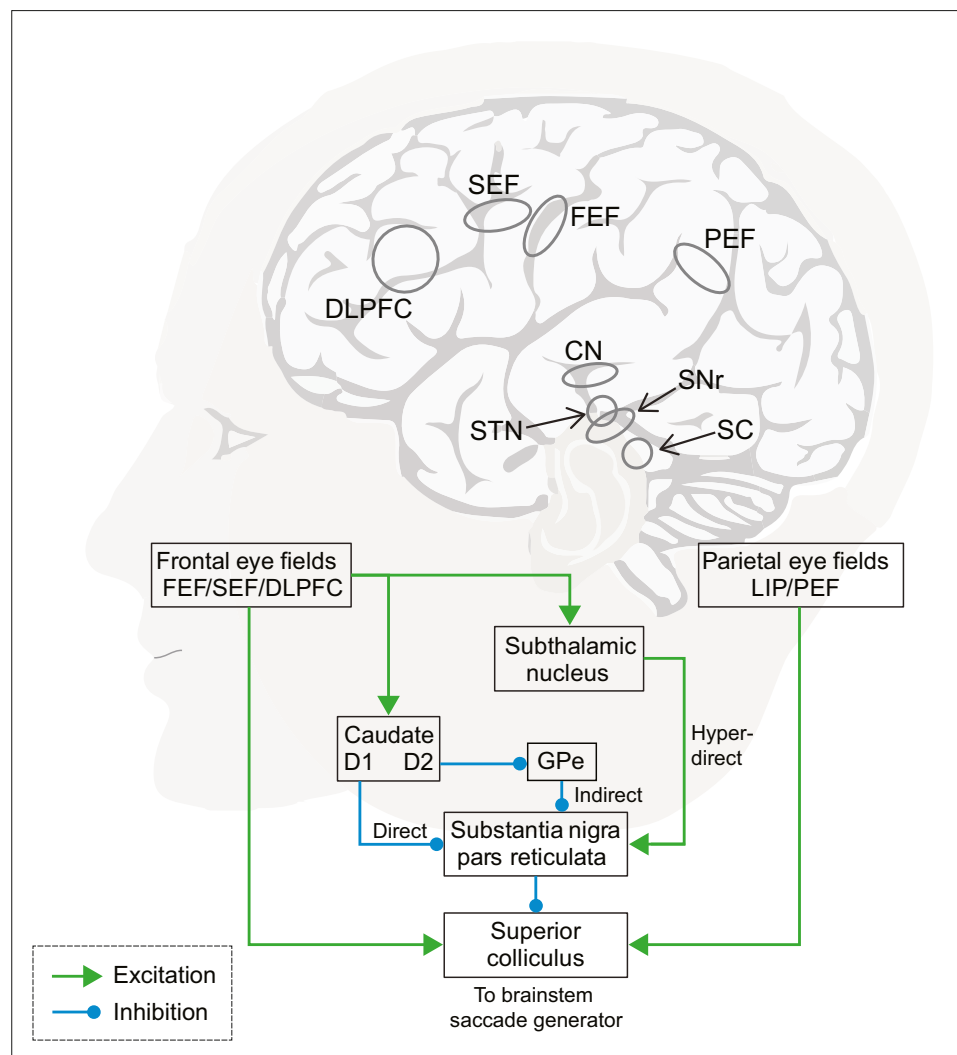 SEF
FEF
PEF
DLPFC
CN
SNr
STN
SC
Frontal eye fields
FEF/SEF/DLPFC
Parietal eye fields
LIP/PEF
Subthalamic
nucleus
Caudate
D1 D2
GPe
Hyper-
direct
Indirect
Direct
Substantia nigra
pars reticulata
Superior
colliculus
To brainstem
saccade generator
Excitation
Inhibition